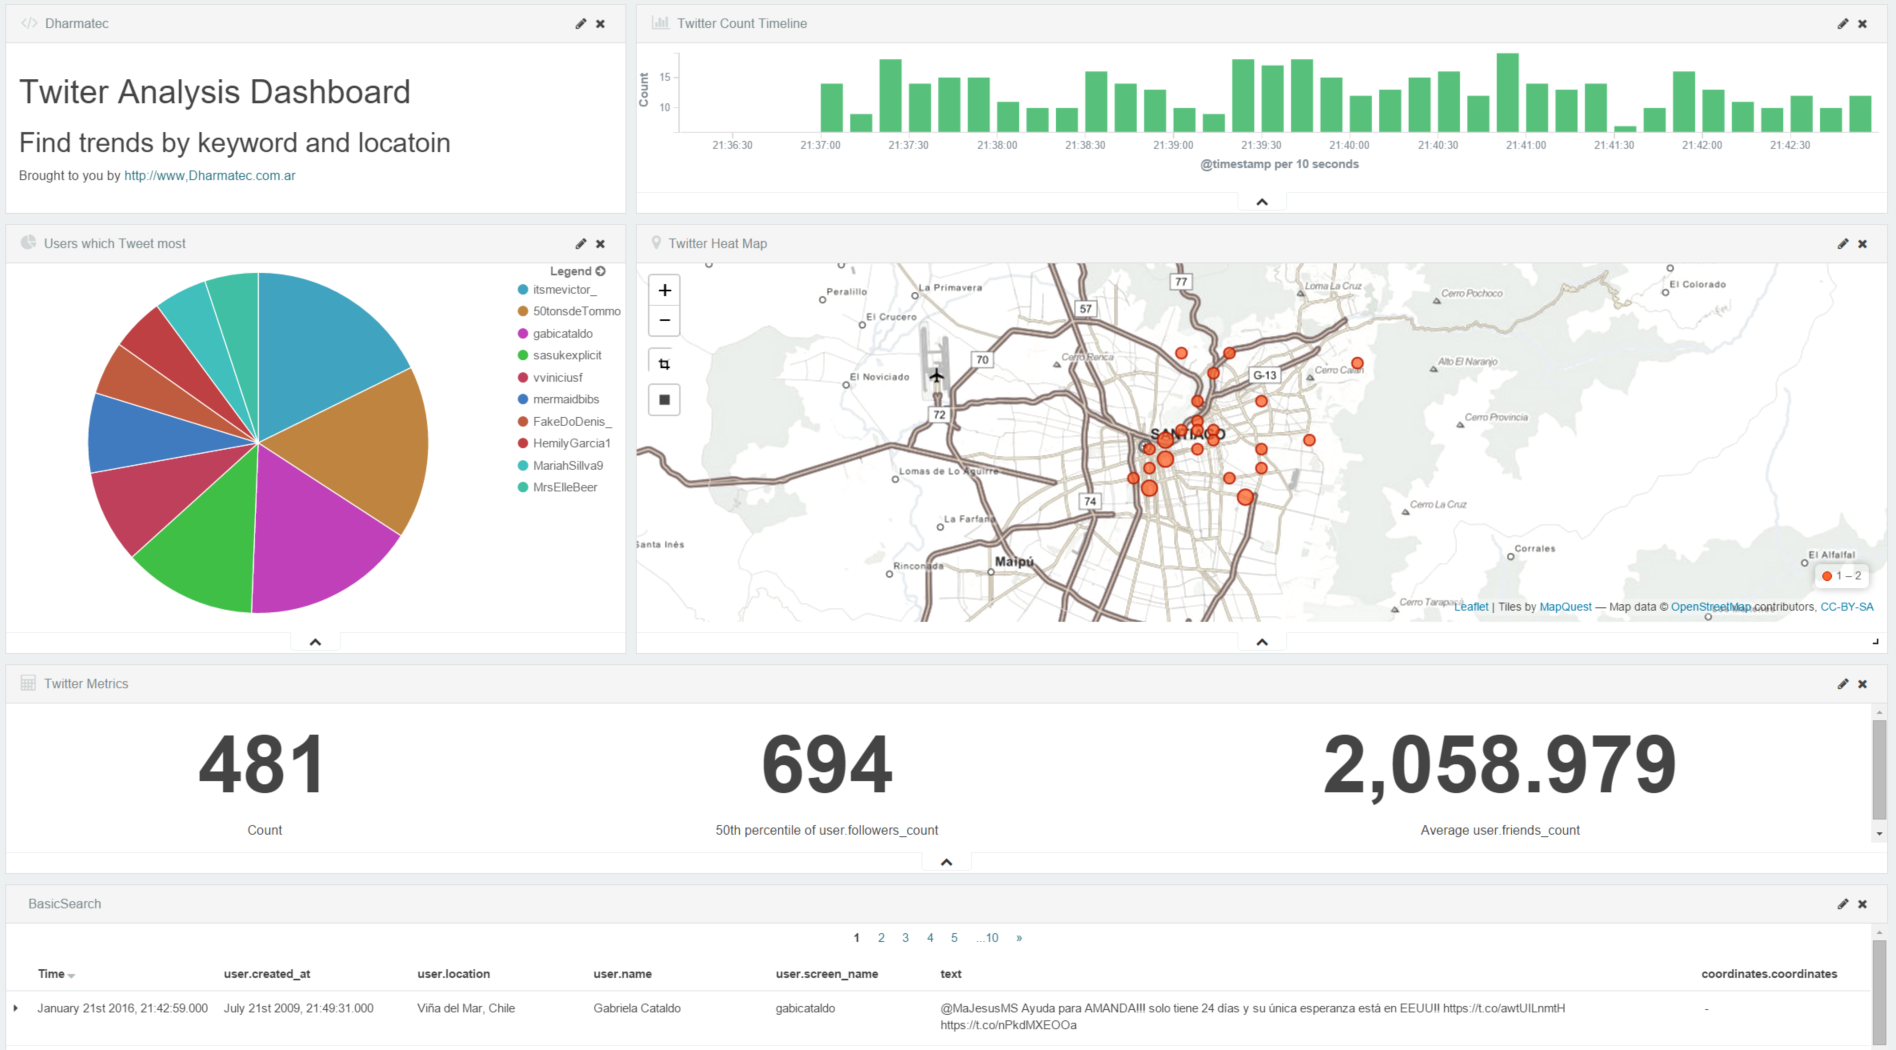 Dharmatec
Twiter Analysis Dashboard
Find trends by keyword and locatoin
Brought to you by http://www,Dharmatec.com.ar
Twitter Count Timeline
Count
15
10
21:36:30 21:37:00 21:37:30 21:38:00 21:38:30 21:39:00 21:39:30 21:40:00 21:40:30 21:41:00 21:41:30 21:42:00 21:42:30
@timestamp per 10 seconds
Users which Tweet most
Legend
itsmevictor_
50tonsdeTommo
gabicataldo
sasukexplicit
vviniciusf
mermaidbibs
FakeDoDenis_
HemilyGarcia1
MariahSillva9
MrsElleBeer
Twitter Heat Map
+
−
Peralillo
La Primavera
El Crucero
El Noviciado
57
77
70
72
74
G-13
Loma La Cruz
Cerro Pochoco
El Colorado
Cerro Renca
Cerro Calán
Alto El Naranjo
Cerro Provincia
SANTIAGO
Lomas de Lo Aguirre
Cerro La Cruz
La Farfana
Santa Inés
Rinconada
Maipú
Corrales
El Alfalfal
1 – 2
Cerro
Leaflet | Tiles by MapQuest — Map data © OpenStreetMap contributors, CC-BY-SA
Twitter Metrics
481 694 2,058.979
Count 50th percentile of user.followers_count Average user.friends_count
BasicSearch
1 2 3 4 5 ...10 »
Time user.created_at user.location user.name user.screen_name text coordinates.coordinates
January 21st 2016, 21:42:59.000 July 21st 2009, 21:49:31.000 Viña del Mar, Chile Gabriela Cataldo gabicataldo @MaJesusMS Ayuda para AMANDA!!! solo tiene 24 días y su única esperanza está en EEUU!! https://t.co/awtUILnmtH -
https://t.co/nPkdMXEOOa